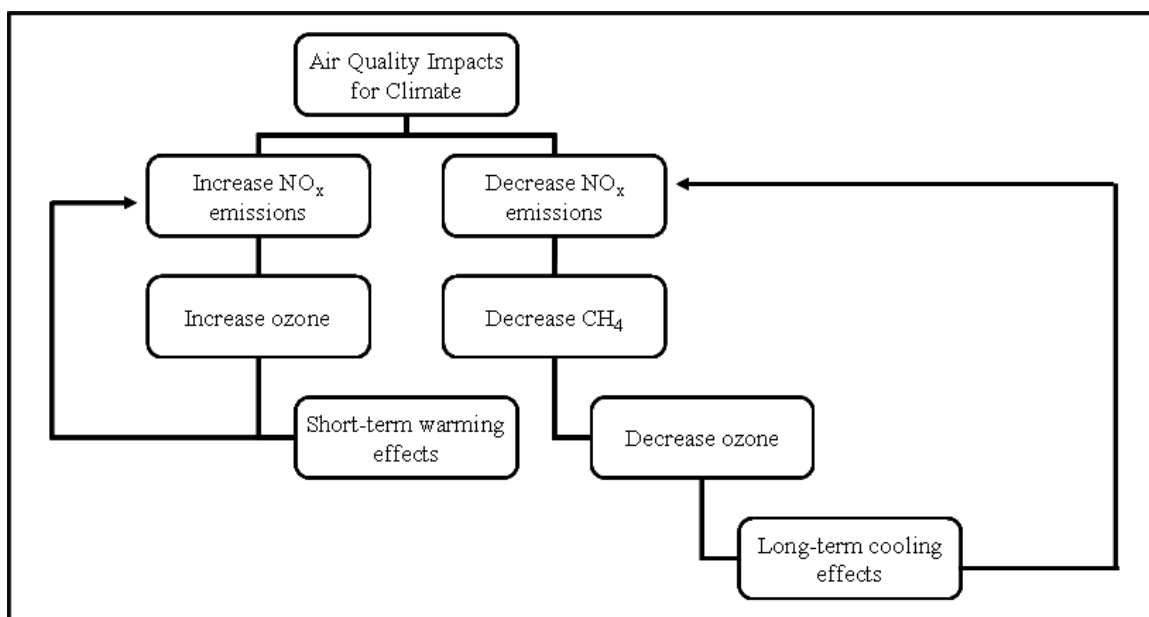 Air Quality Impacts
for Climate
Increase NOₓ
emissions
Decrease NOₓ
emissions
Increase ozone
Decrease CH₄
Short-term warming
effects
Decrease ozone
Long-term cooling
effects